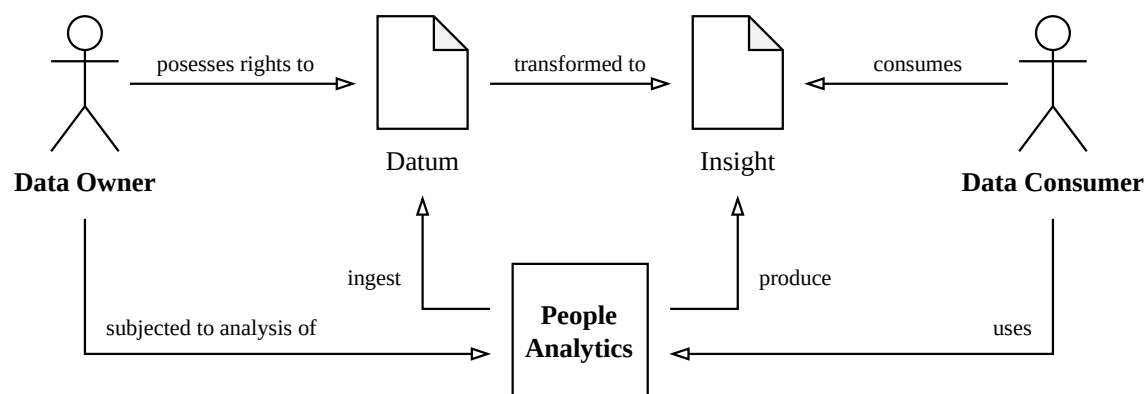 posesses rights to
transformed to
consumes
Datum
Insight
Data Owner
Data Consumer
ingest
produce
People
Analytics
subjected to analysis of
uses